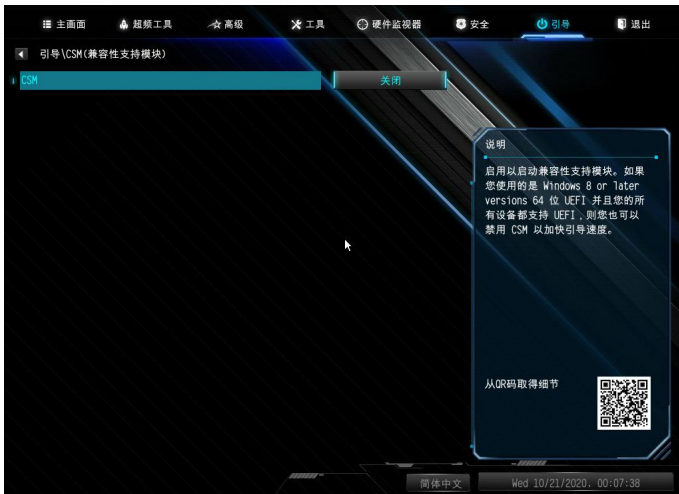 主画面 超频工具 高级 工具 硬件监视器 安全 引导 退出
引导\CSM(兼容性支持模块)
CSM 关闭
说明
启用以启动兼容性支持模块。如果
您使用的是 Windows 8 or later
versions 64 位 UEFI 并且您的所
有设备都支持 UEFI，则您也可以
禁用 CSM 以加快引导速度。
从QR码取得细节
简体中文 Wed 10/21/2020. 00:07:38